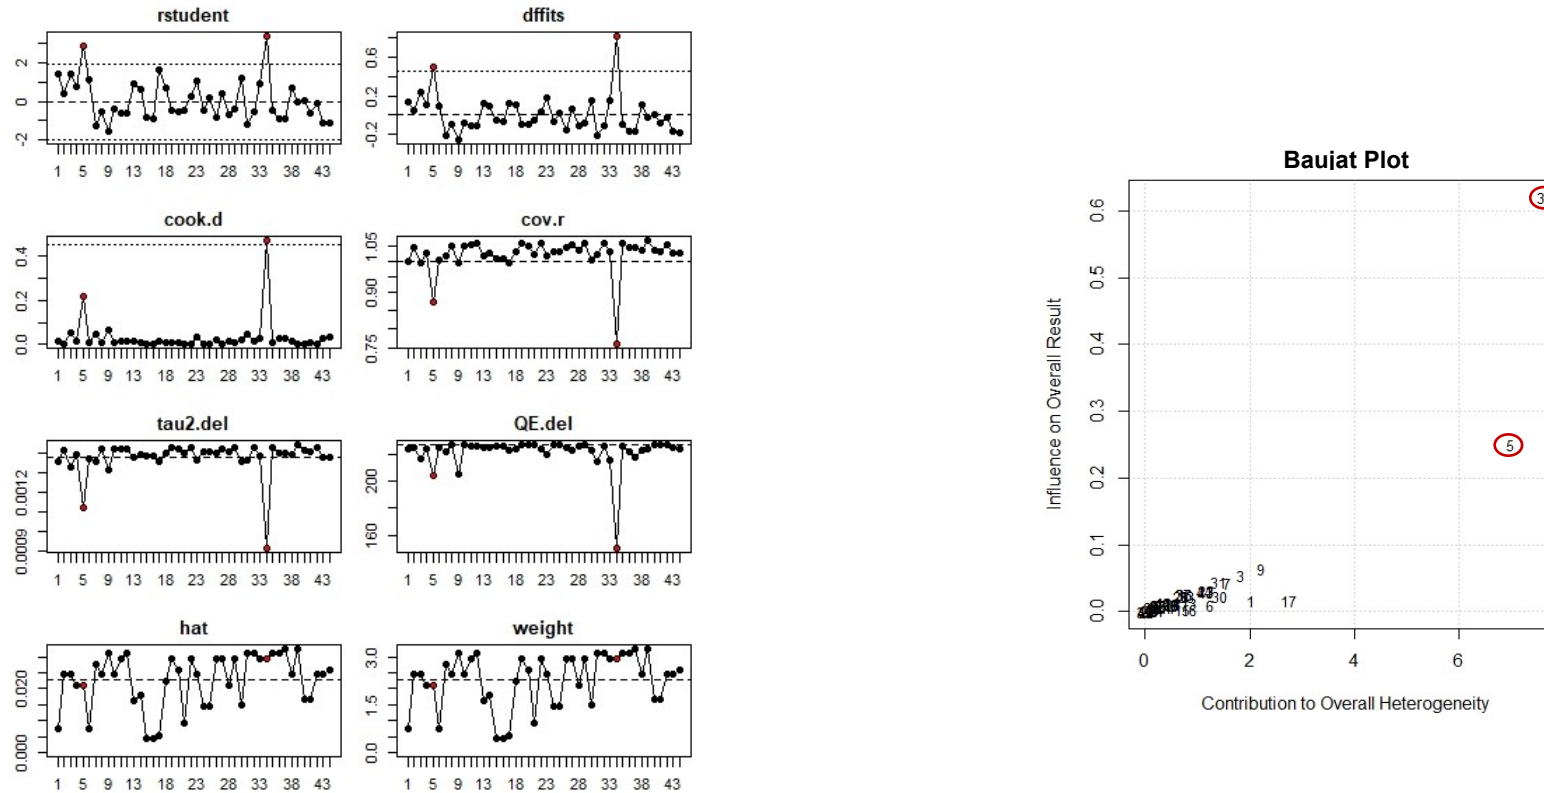 rstudent
dffits
2
0
-2
0.6
0.2
-0.2
1 5 9 13 18 23 28 33 38 43
1 5 9 13 18 23 28 33 38 43
cook.d
cov.r
0.4
0.2
0.0
1.05
0.90
0.75
1 5 9 13 18 23 28 33 38 43
1 5 9 13 18 23 28 33 38 43
tau2.del
QE.del
0.0012
0.0009
200
160
1 5 9 13 18 23 28 33 38 43
1 5 9 13 18 23 28 33 38 43
hat
weight
0.020
0.000
3.0
1.5
0.0
1 5 9 13 18 23 28 33 38 43
1 5 9 13 18 23 28 33 38 43
Baujat Plot
Influence on Overall Result
0.6
0.5
0.4
0.3
0.2
0.1
0.0
3
5
9
3
7
31
30
6
1
17
0 2 4 6
Contribution to Overall Heterogeneity